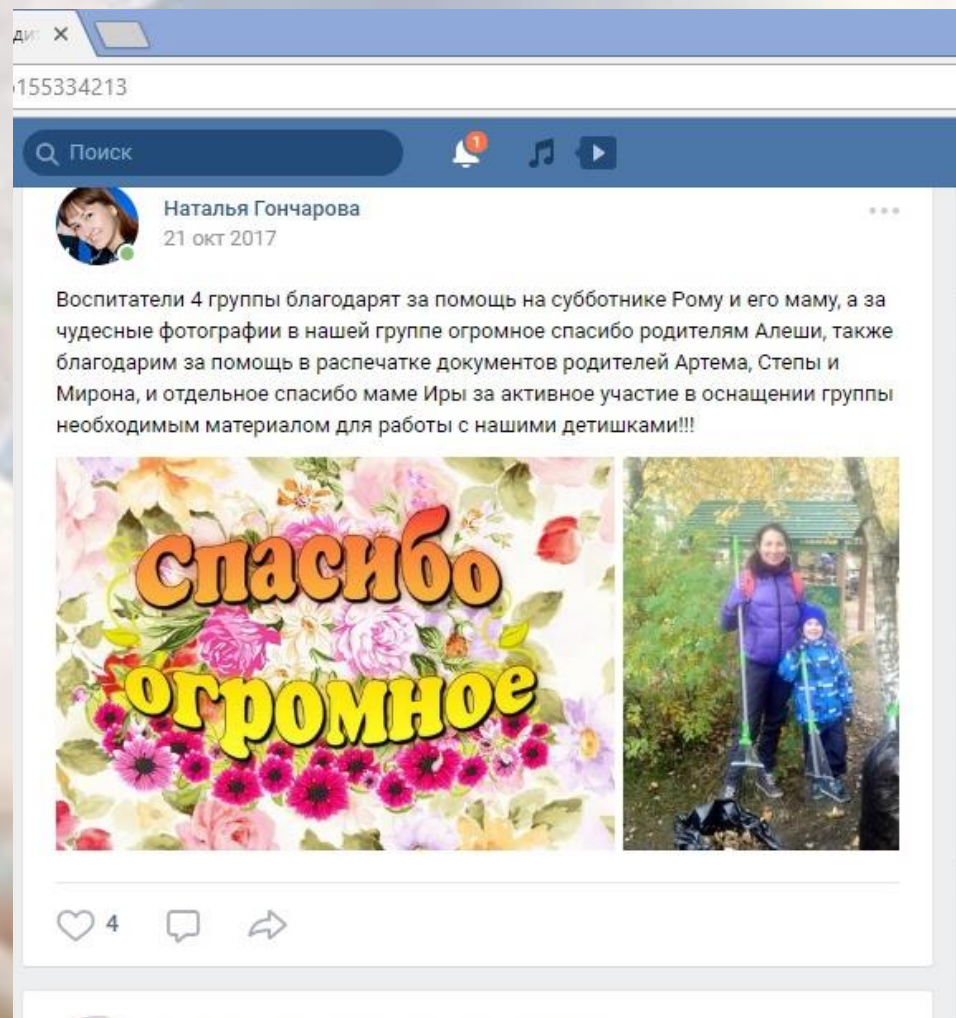 155334213
Поиск
1
Наталья Гончарова
21 окт 2017
Воспитатели 4 группы благодарят за помощь на субботнике Рому и его маму, а за
чудесные фотографии в нашей группе огромное спасибо родителям Алеши, также
благодарим за помощь в распечатке документов родителей Артема, Степы и
Мирона, и отдельное спасибо маме Иры за активное участие в оснащении группы
необходимым материалом для работы с нашими детишками!!!
Спасибо
огромное
4